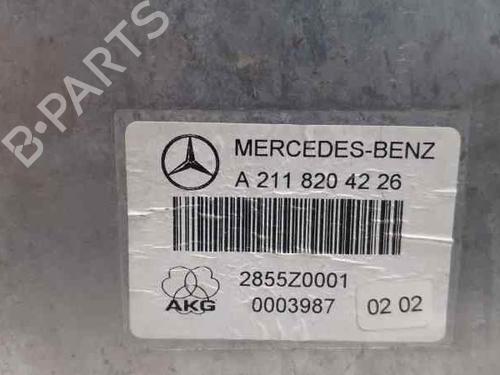 B-PARTS
MERCEDES-BENZ
A 211 820 42 26
2855Z0001
AKG
0003987
02 02